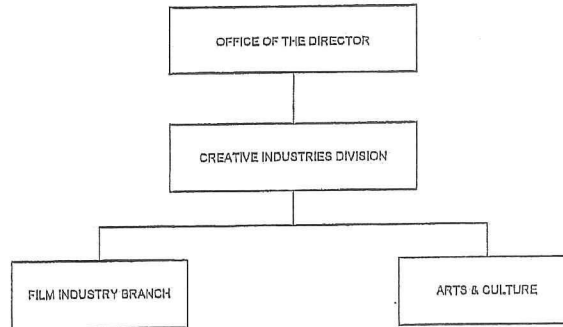 OFFICE OF THE DIRECTOR
CREATIVE INDUSTRIES DIVISION
FILM INDUSTRY BRANCH
ARTS & CULTURE